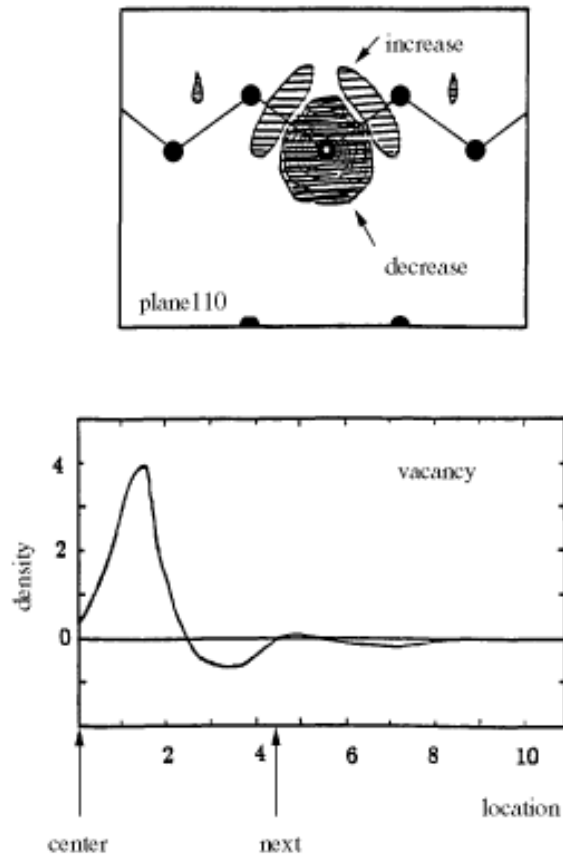 increase
decrease
plane110
4
vacancy
2
density
0
2 4 6 8 10
location
center next